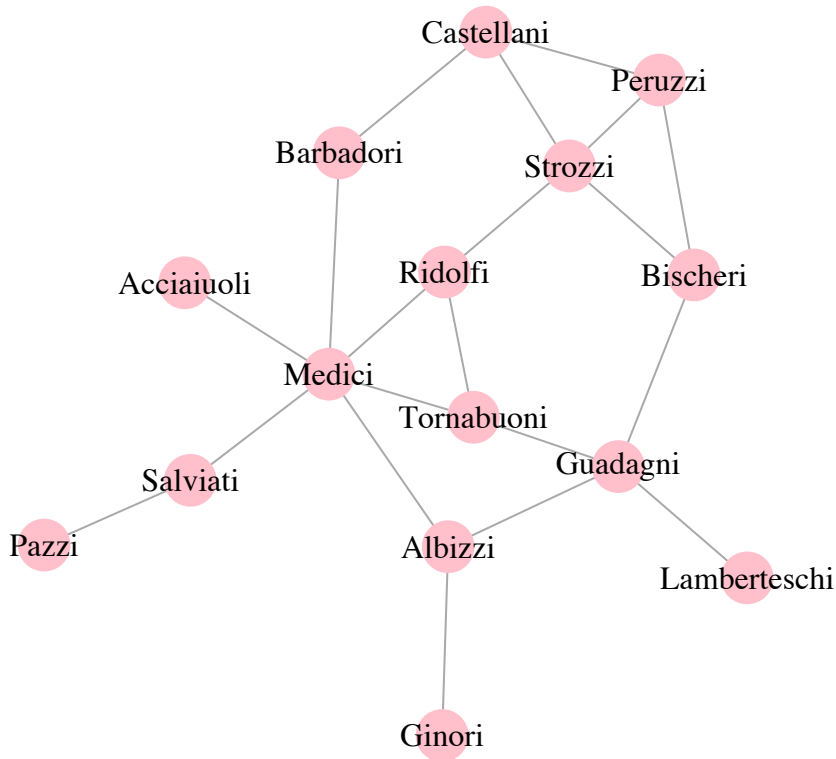 Castellani
Peruzzi
Barbadori
Strozzi
Ridolfi
Bischeri
Acciaiuoli
Medici
Tornabuoni
Guadagni
Salviati
Pazzi
Albizzi
Lamberteschi
Ginori